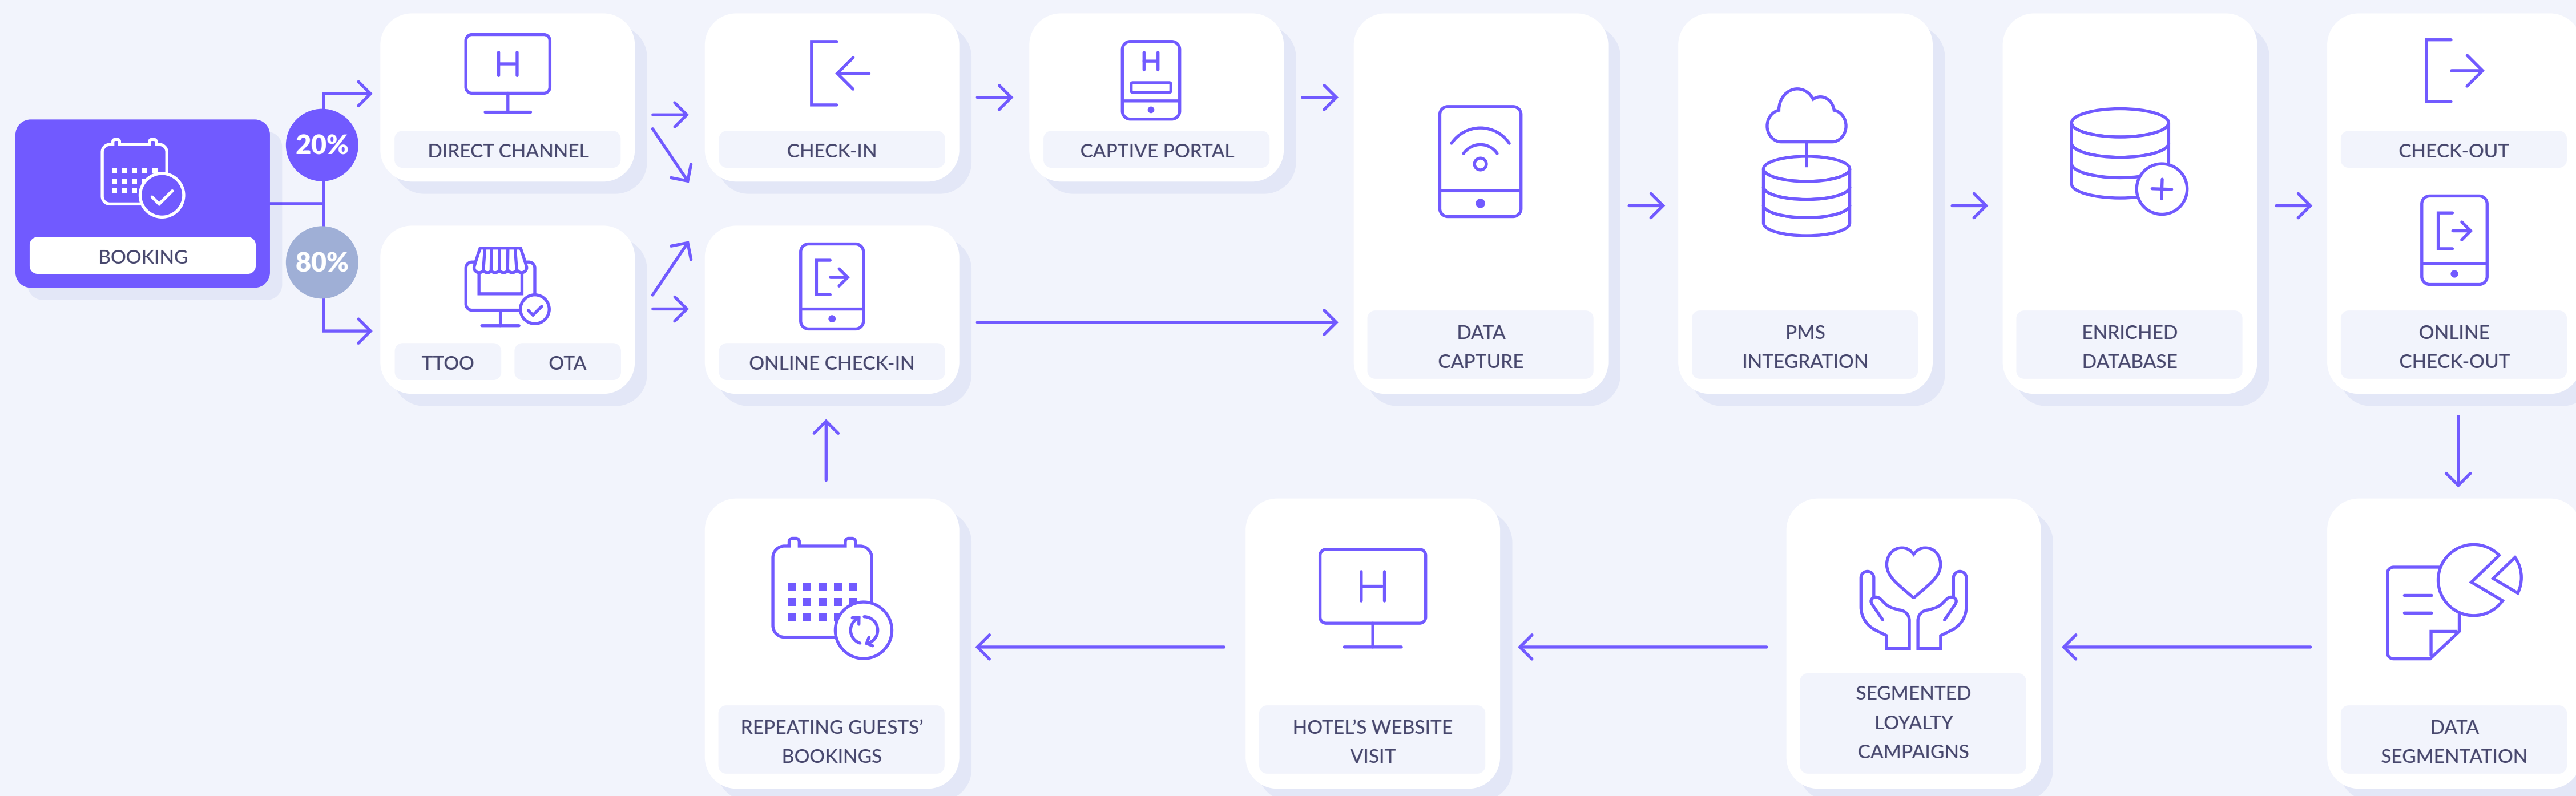 BOOKING
20%
80%
DIRECT CHANNEL
TTOO
OTA
CHECK-IN
ONLINE CHECK-IN
CAPTIVE PORTAL
DATA
CAPTURE
PMS
INTEGRATION
ENRICHED
DATABASE
CHECK-OUT
ONLINE
CHECK-OUT
DATA
SEGMENTATION
SEGMENTED
LOYALTY
CAMPAIGNS
HOTEL’S WEBSITE
VISIT
REPEATING GUESTS’
BOOKINGS